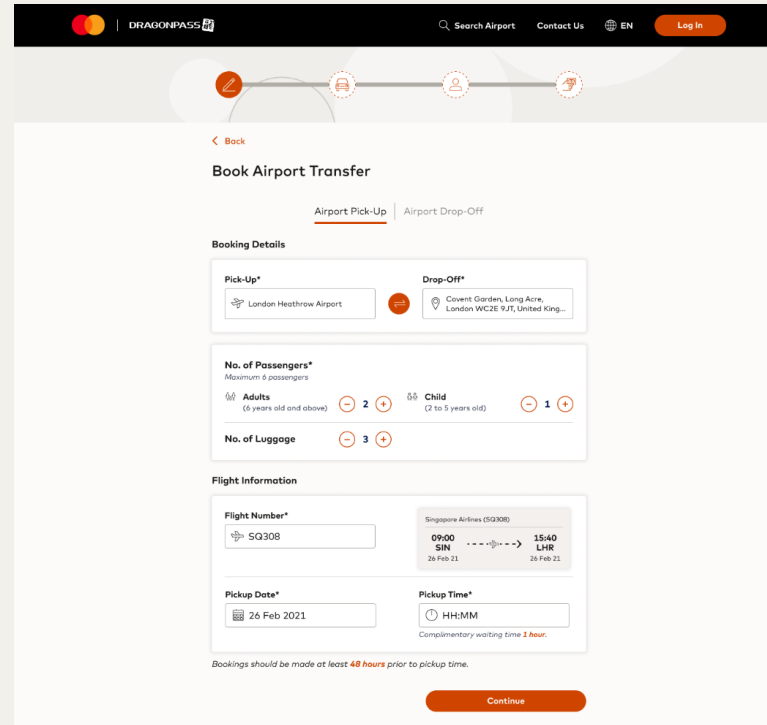 DRAGONPASS
Search Airport
Contact Us
EN
Log In
Back
Book Airport Transfer
Airport Pick-Up
Airport Drop-Off
Booking Details
Pick-Up*
Drop-Off*
London Heathrow Airport
Covent Garden, Long Acre,
London WC2E 9JT, United King...
No. of Passengers*
Maximum 6 passengers
Adults
(6 years old and above)
2
Child
(2 to 5 years old)
1
No. of Luggage
3
Flight Information
Flight Number*
SQ308
Singapore Airlines (SQ308)
09:00
SIN
26 Feb 21
15:40
LHR
26 Feb 21
Pickup Date*
26 Feb 2021
Pickup Time*
HH:MM
Complimentary waiting time 1 hour.
Bookings should be made at least 48 hours prior to pickup time.
Continue